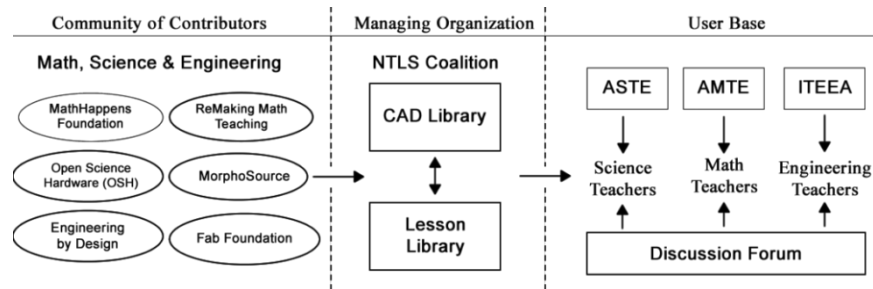 Community of Contributors
Managing Organization
User Base
Math, Science & Engineering
MathHappens
Foundation
ReMaking Math
Teaching
Open Science
Hardware (OSH)
MorphoSource
Engineering
by Design
Fab Foundation
NTLS Coalition
CAD Library
Lesson
Library
ASTE
AMTE
ITEEA
Science
Teachers
Math
Teachers
Engineering
Teachers
Discussion Forum